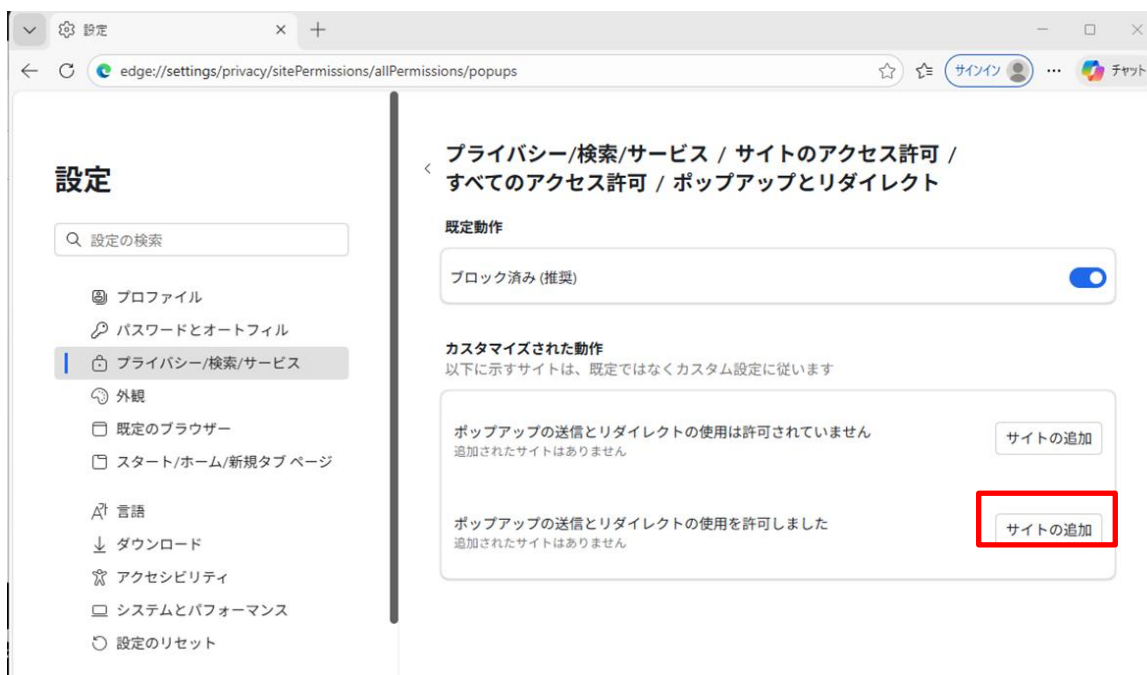 設定
edge://settings/privacy/sitePermissions/allPermissions/popups
サインイン
チャット
設定
設定の検索
プロファイル
パスワードとオートフィル
プライバシー/検索/サービス
外観
既定のブラウザー
スタート/ホーム/新規タブ ページ
言語
ダウンロード
アクセシビリティ
システムとパフォーマンス
設定のリセット
プライバシー/検索/サービス / サイトのアクセス許可 /
すべてのアクセス許可 / ポップアップとリダイレクト
既定動作
ブロック済み (推奨)
カスタマイズされた動作
以下に示すサイトは、既定ではなくカスタム設定に従います
ポップアップの送信とリダイレクトの使用は許可されていません
追加されたサイトはありません
サイトの追加
ポップアップの送信とリダイレクトの使用を許可しました
追加されたサイトはありません
サイトの追加